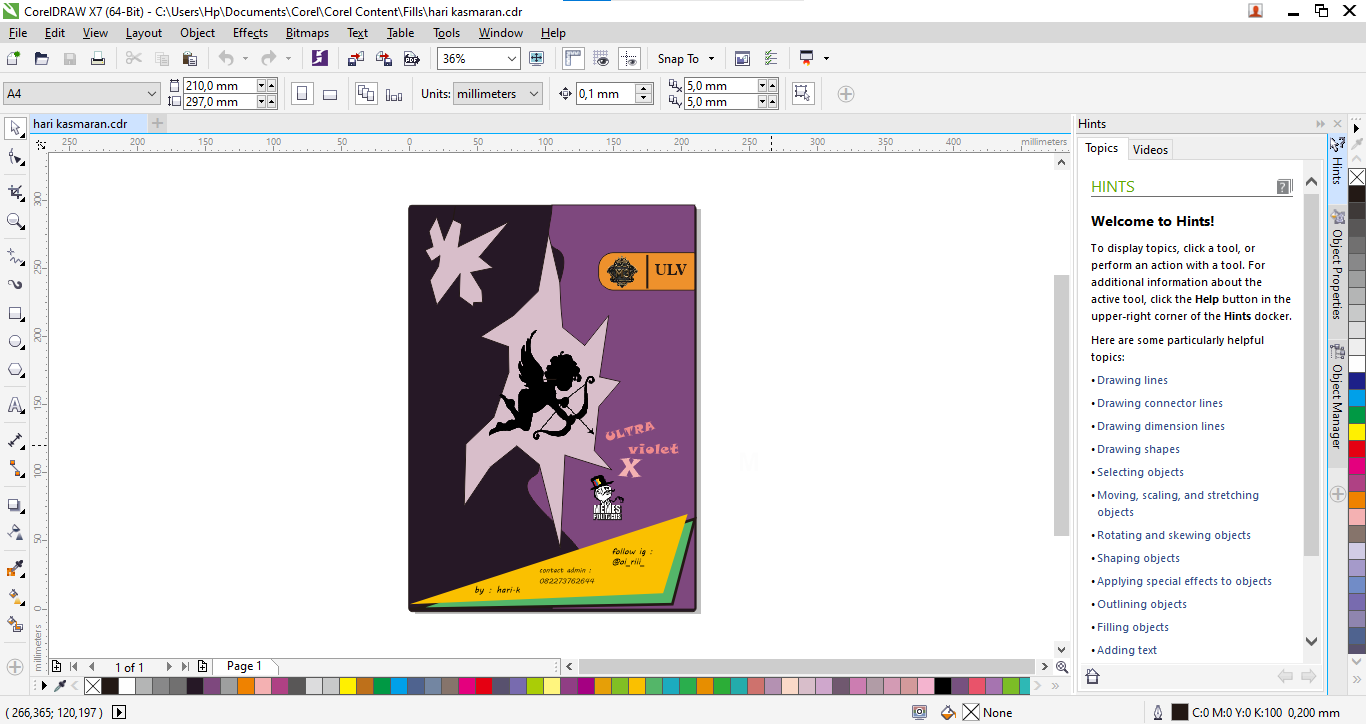 CorelDRAW X7 (64-Bit) - C:\Users\Hp\Documents\Corel\Corel Content\Fills\hari kasmaran.cdr
File Edit View Layout Object Effects Bitmaps Text Table Tools Window Help
36% Snap To
A4 210,0 mm 297,0 mm Units: millimeters 0,1 mm 5,0 mm 5,0 mm
hari kasmaran.cdr
250 200 150 100 50 0 50 100 150 200 250 300 350 400 millimeters
300
250
200
150
100
50
0
millimeters
ULV
ULTRA
violet
X
MEMES
POLITICOS
follow ig :
@oi_riii_
contact admin :
082273762644
by : hari-k
1 of 1 Page 1
Hints
Topics Videos
HINTS
Welcome to Hints!
To display topics, click a tool, or
perform an action with a tool. For
additional information about the
active tool, click the Help button in the
upper-right corner of the Hints docker.
Here are some particularly helpful
topics:
• Drawing lines
• Drawing connector lines
• Drawing dimension lines
• Drawing shapes
• Selecting objects
• Moving, scaling, and stretching
objects
• Rotating and skewing objects
• Shaping objects
• Applying special effects to objects
• Outlining objects
• Filling objects
• Adding text
Hints
Object Properties
Object Manager
( 266,365; 120,197 ) None C:0 M:0 Y:0 K:100 0,200 mm